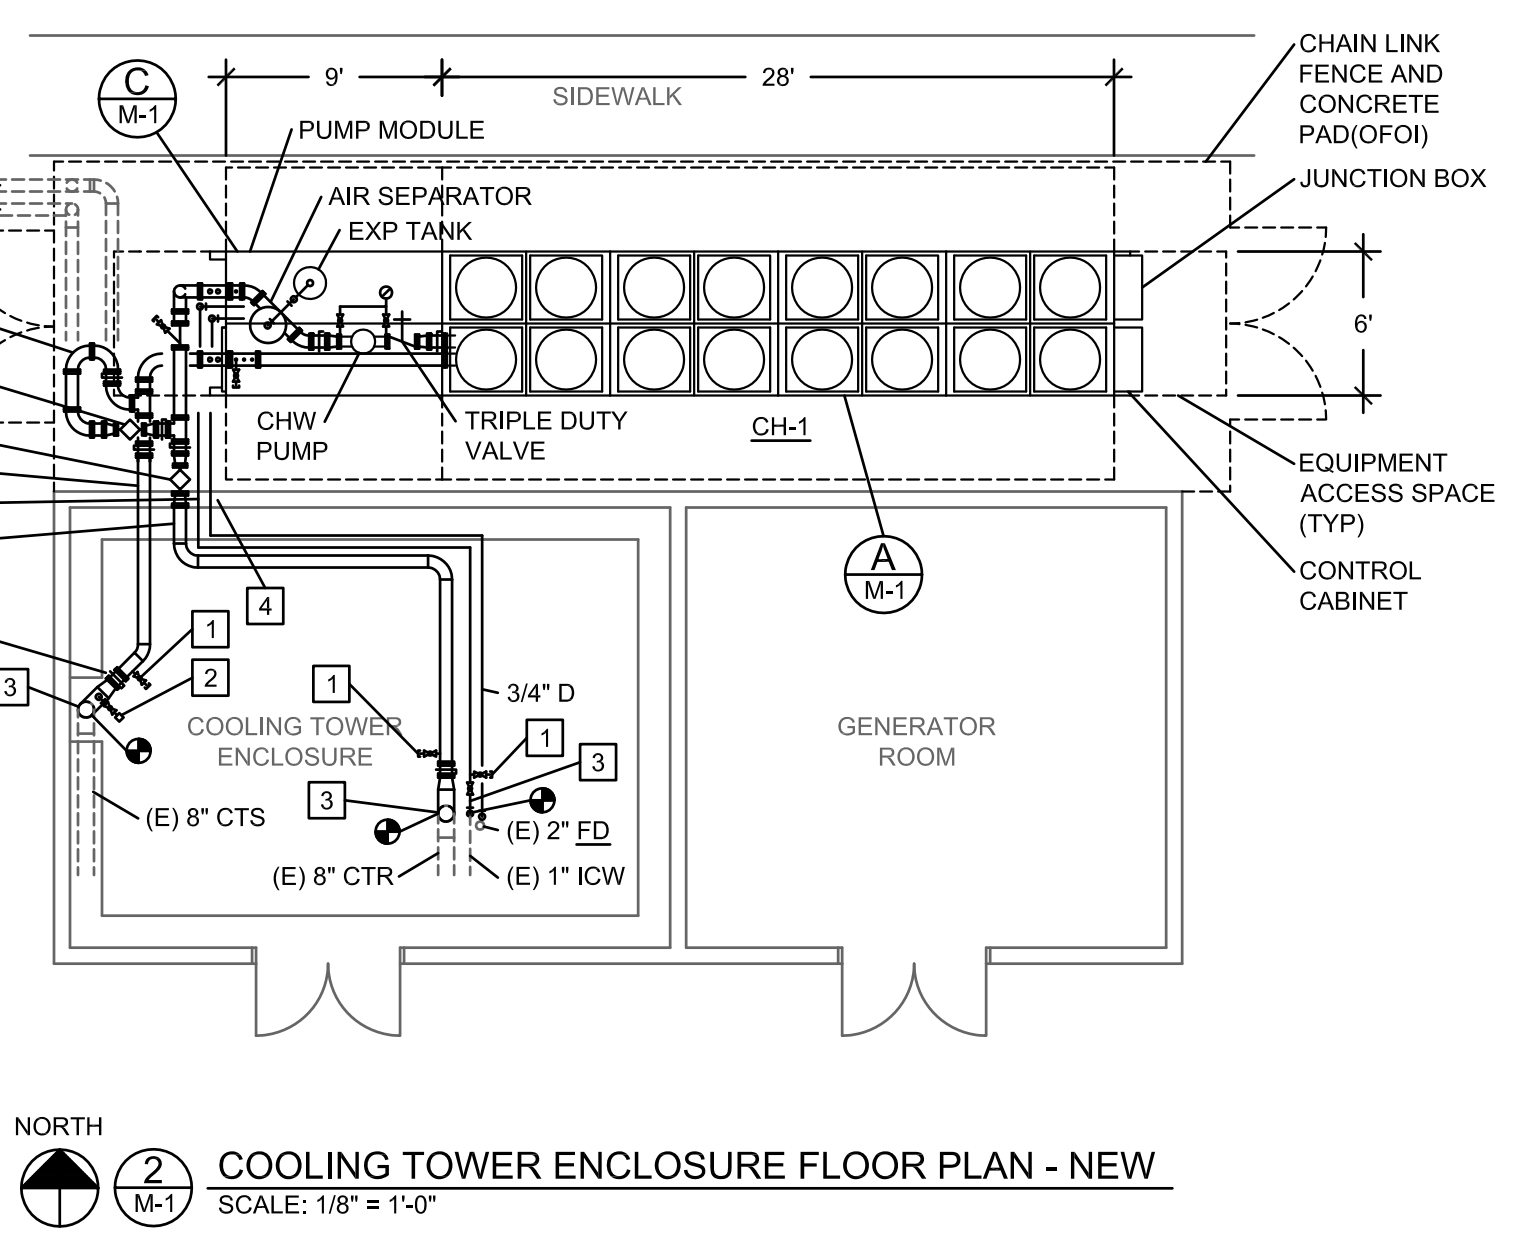 CHAIN LINK
FENCE AND
CONCRETE
PAD(OFOI)
C
M-1
9'
28'
SIDEWALK
PUMP MODULE
JUNCTION BOX
AIR SEPARATOR
EXP TANK
6'
CHW
PUMP
TRIPLE DUTY
VALVE
CH-1
EQUIPMENT
ACCESS SPACE
(TYP)
A
M-1
CONTROL
CABINET
4
1
2
3
1
3/4" D
COOLING TOWER
ENCLOSURE
GENERATOR
ROOM
1
3
3
(E) 8" CTS
(E) 2" FD
(E) 8" CTR
(E) 1" ICW
NORTH
2
M-1
COOLING TOWER ENCLOSURE FLOOR PLAN - NEW
SCALE: 1/8" = 1'-0"